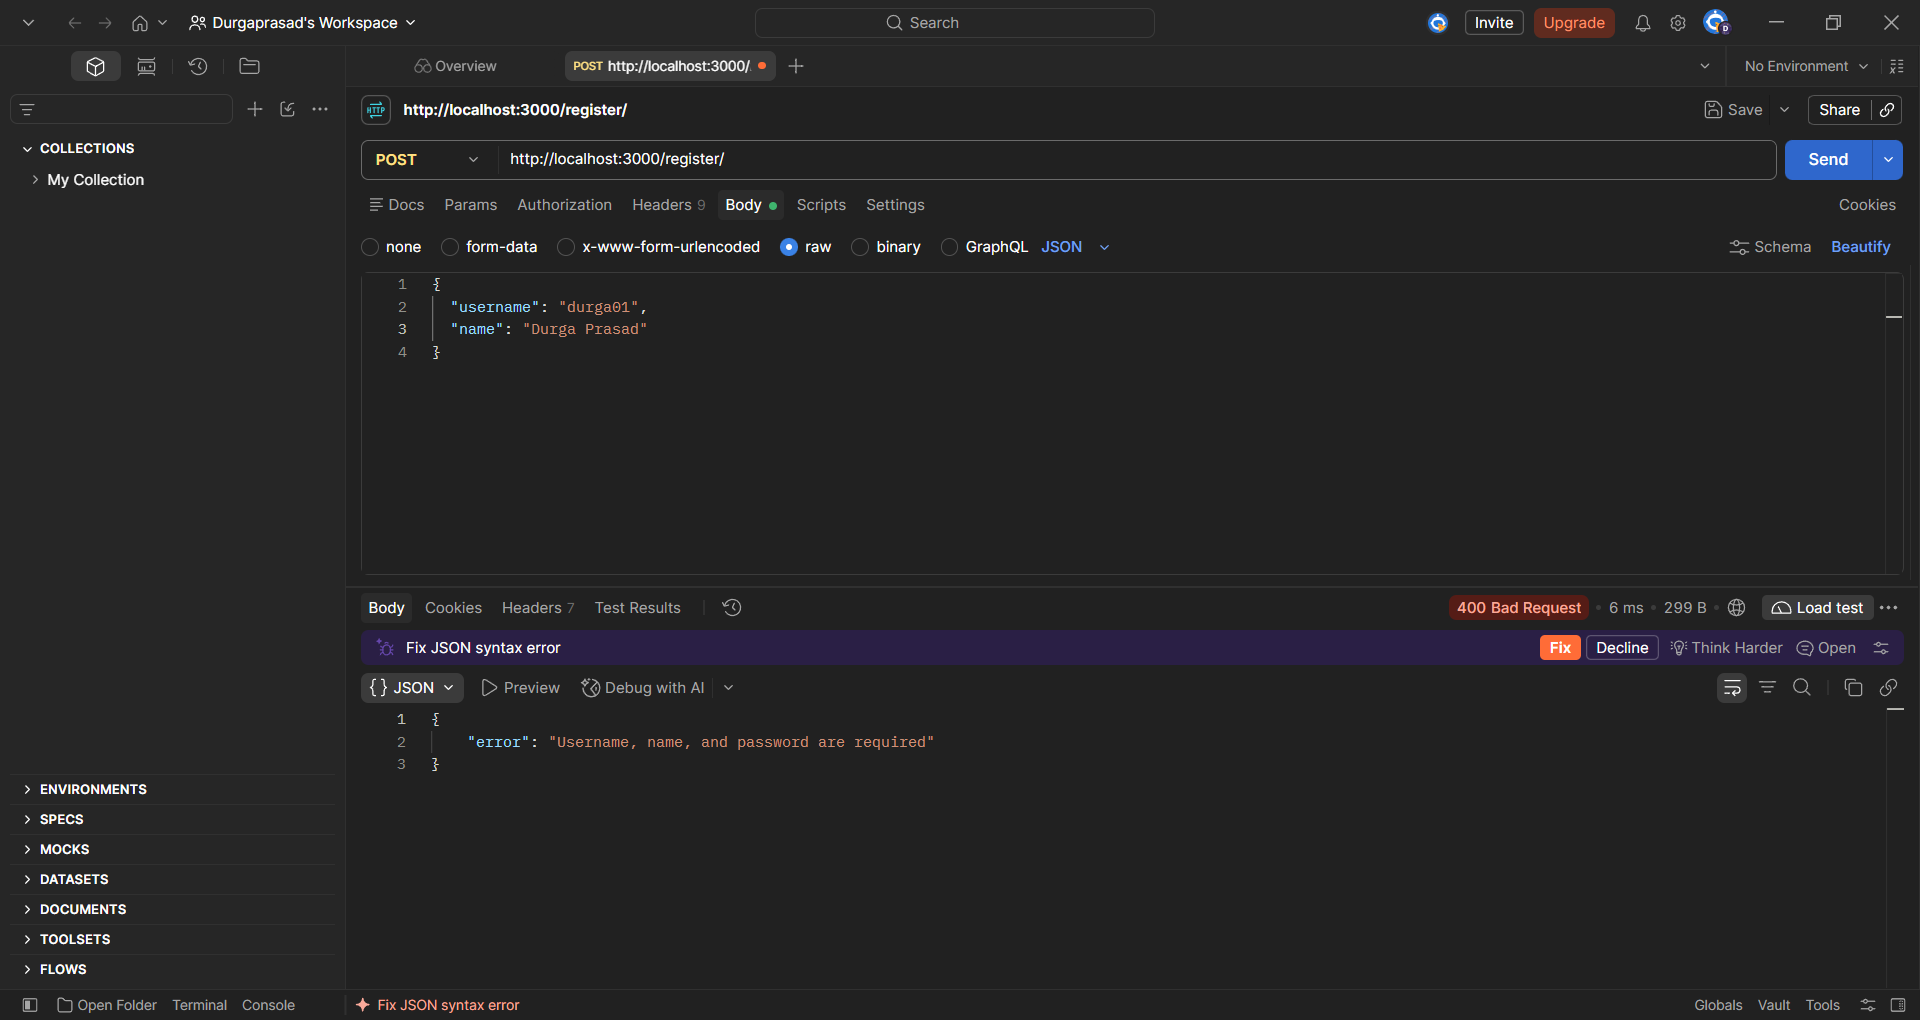 Durgaprasad's Workspace
Search
Invite
Upgrade
D
Overview
POST http://localhost:3000/.
No Environment
HTTP http://localhost:3000/register/
Save
Share
COLLECTIONS
My Collection
POST
http://localhost:3000/register/
Send
Docs
Params
Authorization
Headers 9
Body
Scripts
Settings
Cookies
none
form-data
x-www-form-urlencoded
raw
binary
GraphQL
JSON
Schema
Beautify
1 {
2 "username": "durga01",
3 "name": "Durga Prasad"
4 }
Body
Cookies
Headers 7
Test Results
400 Bad Request
6 ms
299 B
Load test
Fix JSON syntax error
Fix
Decline
Think Harder
Open
{} JSON
Preview
Debug with AI
1 {
2 "error": "Username, name, and password are required"
3 }
ENVIRONMENTS
SPECS
MOCKS
DATASETS
DOCUMENTS
TOOLSETS
FLOWS
Open Folder
Terminal
Console
Fix JSON syntax error
Globals
Vault
Tools